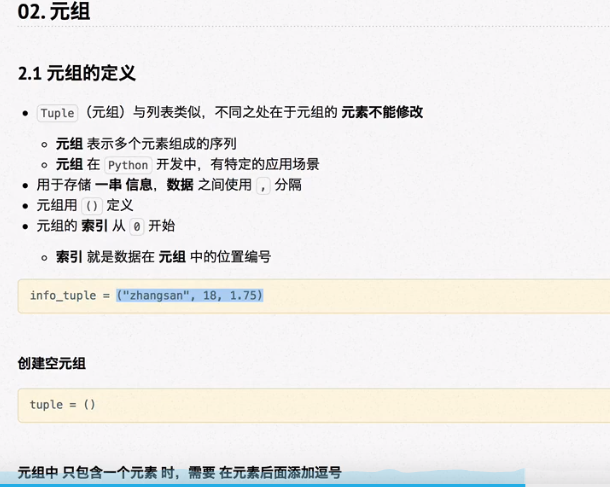 02. 元组
2.1 元组的定义
Tuple（元组）与列表类似，不同之处在于元组的 元素不能修改
元组 表示多个元素组成的序列
元组 在 Python 开发中，有特定的应用场景
用于存储 一串 信息，数据 之间使用 , 分隔
元组用 () 定义
元组的 索引 从 0 开始
索引 就是数据在 元组 中的位置编号
info_tuple = ("zhangsan", 18, 1.75)
创建空元组
tuple = ()
元组中 只包含一个元素 时，需要 在元素后面添加逗号